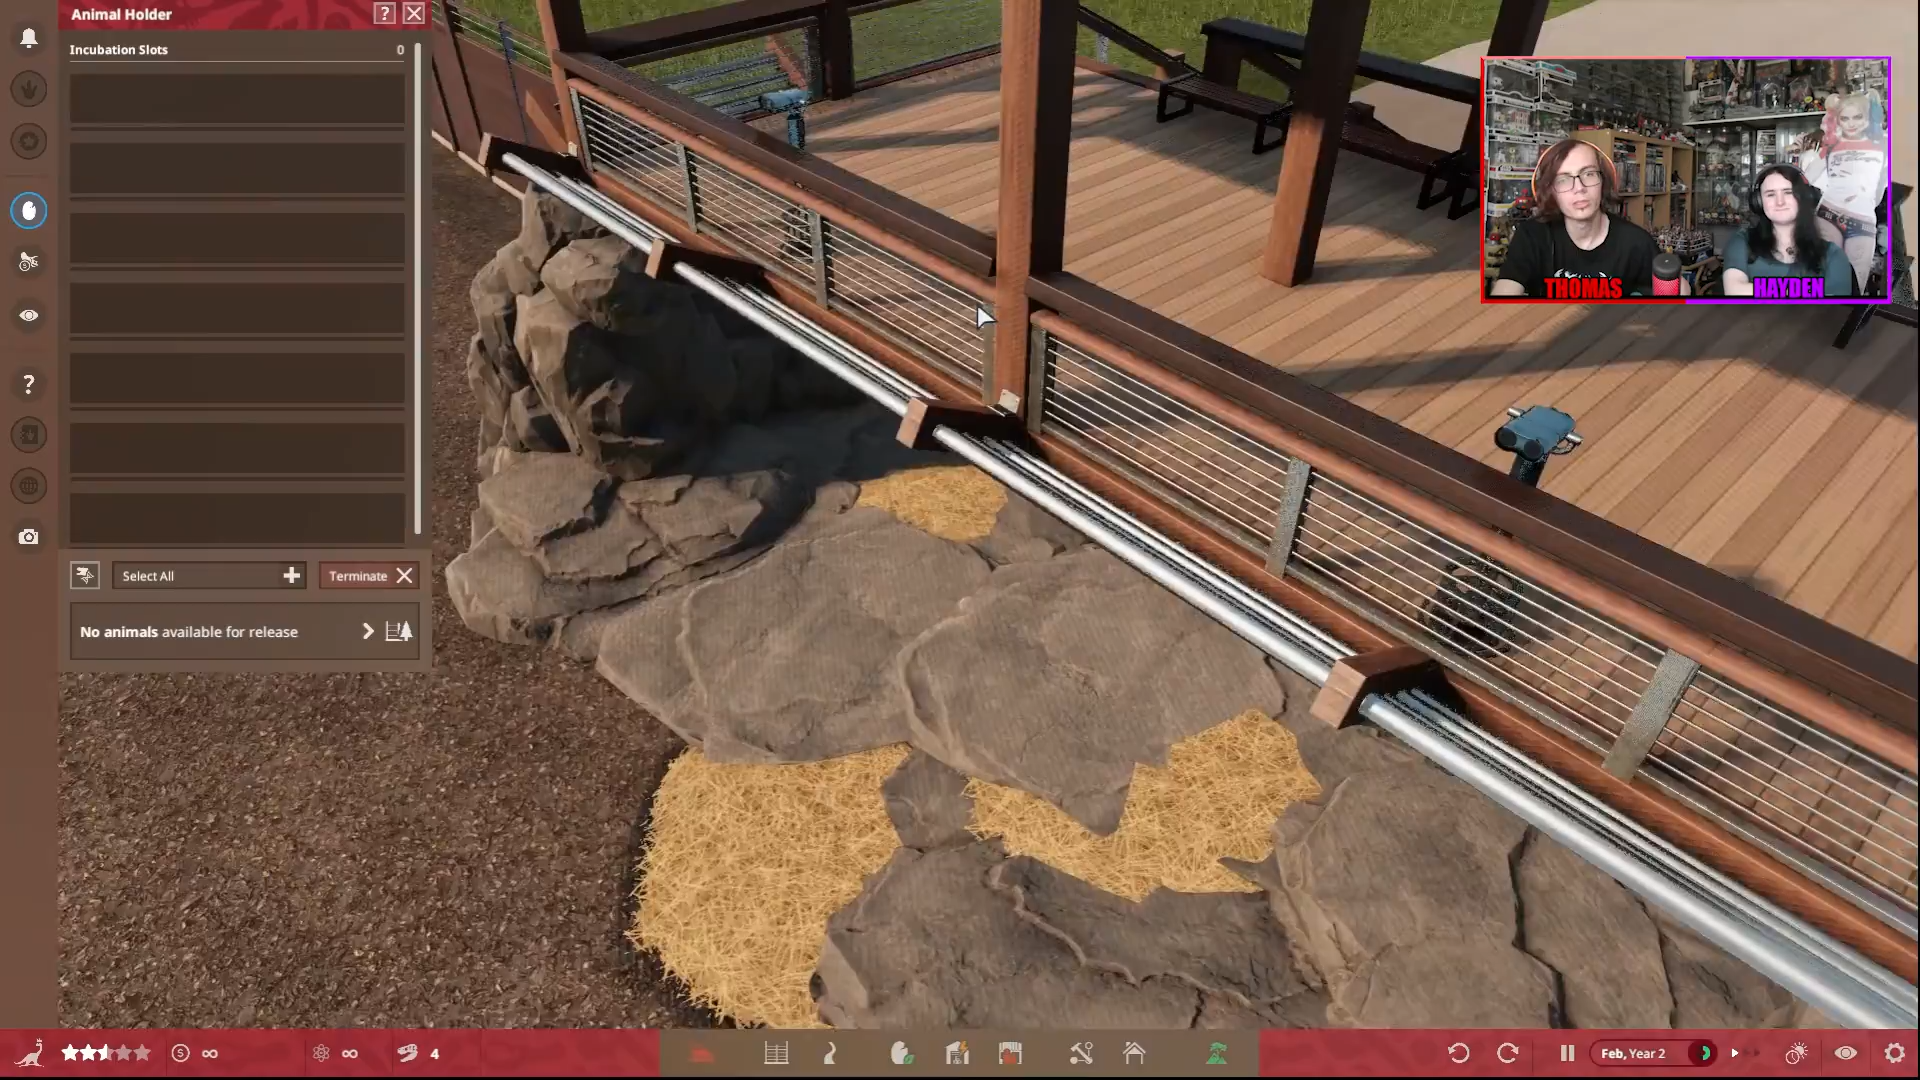 Animal Holder
?
Incubation Slots 0
Select All
Terminate
No animals available for release
THOMAS
HAYDEN
?
∞
∞
4
Feb, Year 2